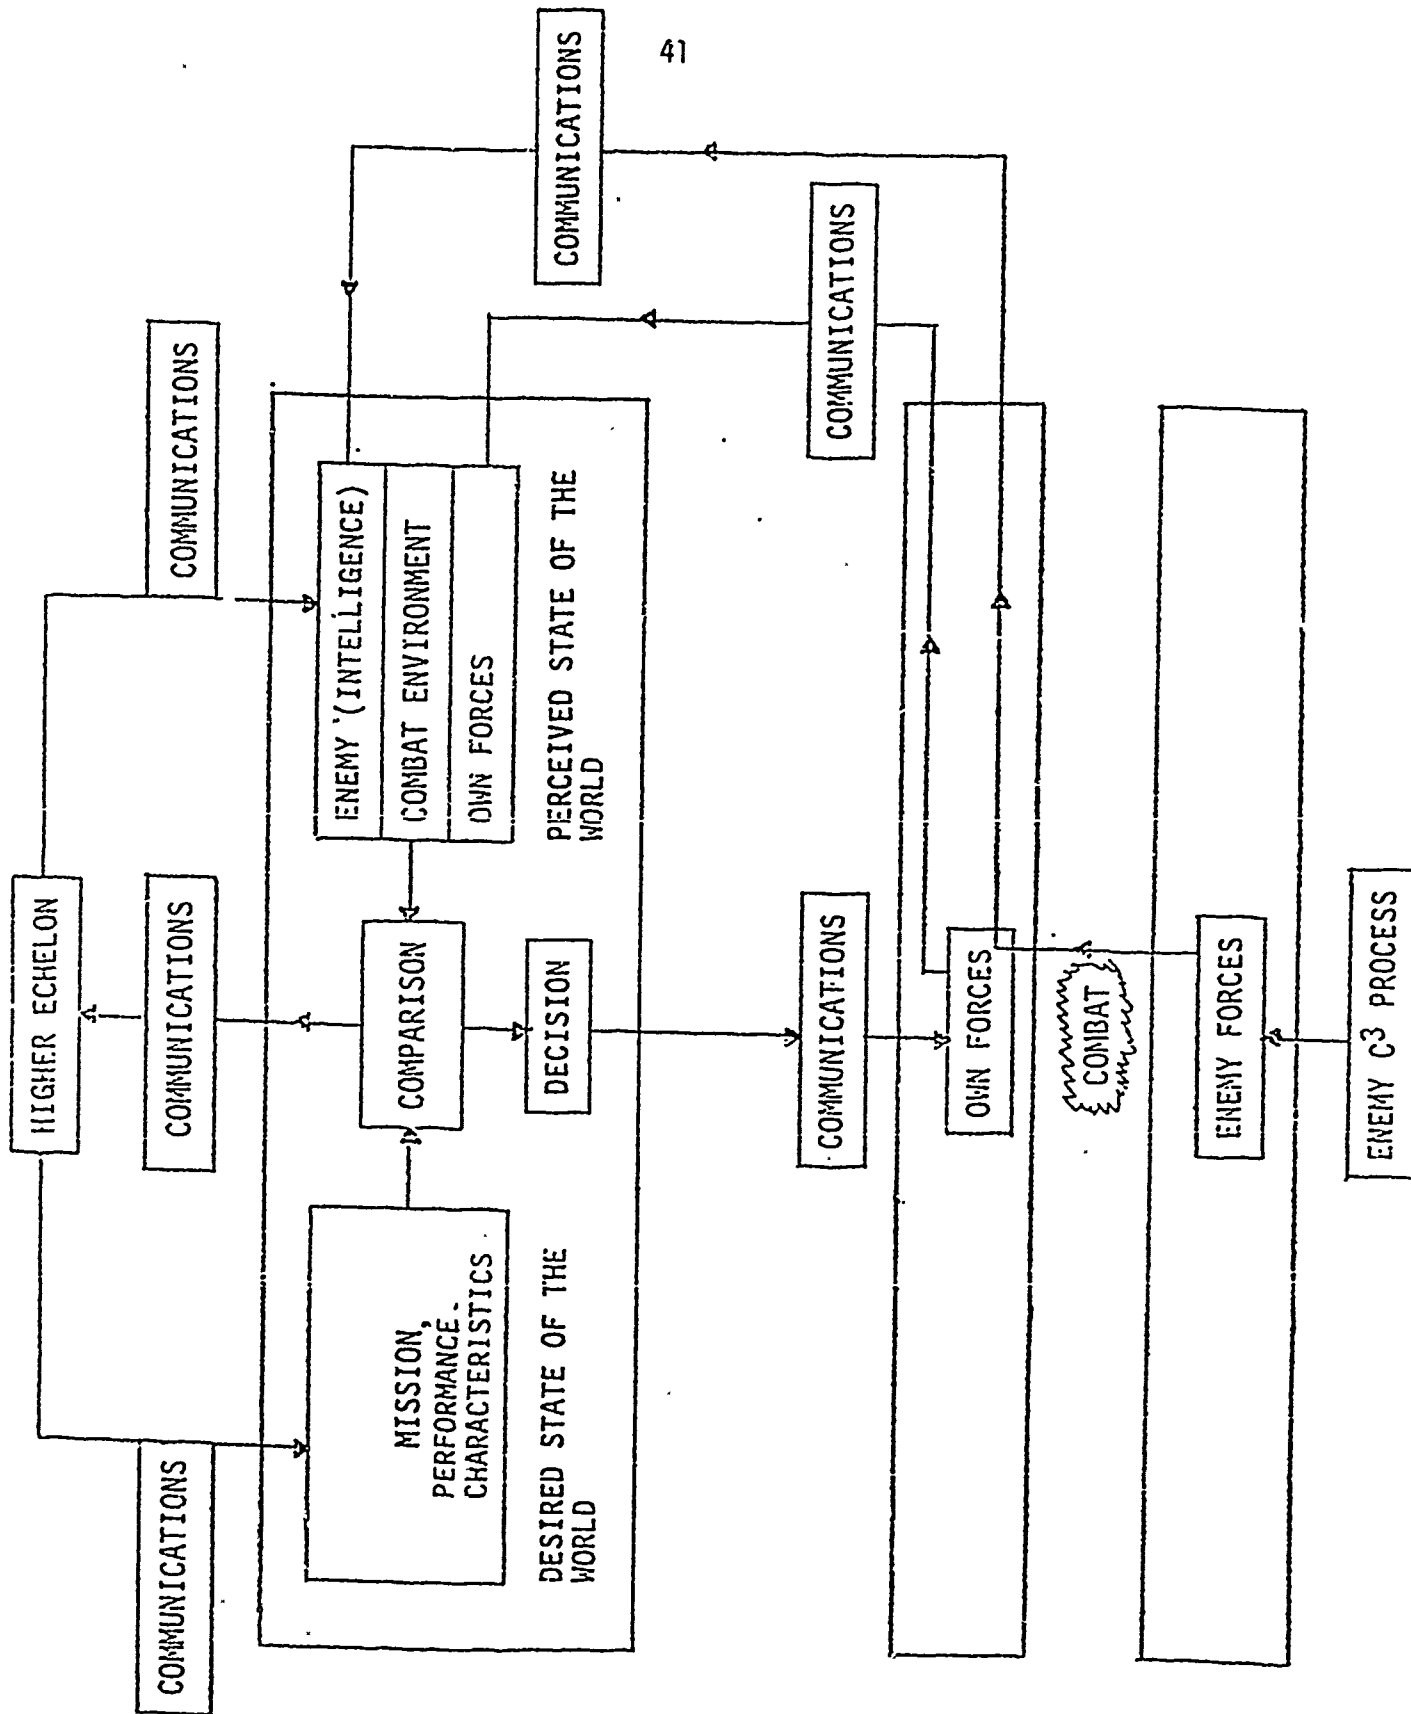 41
HIGHER ECHELON
COMMUNICATIONS
COMMUNICATIONS
COMMUNICATIONS
MISSION,
PERFORMANCE
CHARACTERISTICS
DESIRED STATE OF THE
WORLD
COMPARISON
DECISION
ENEMY (INTELLIGENCE)
COMBAT ENVIRONMENT
OWN FORCES
PERCEIVED STATE OF THE
WORLD
COMMUNICATIONS
COMMUNICATIONS
COMMUNICATIONS
OWN FORCES
COMBAT
ENEMY FORCES
ENEMY C³ PROCESS